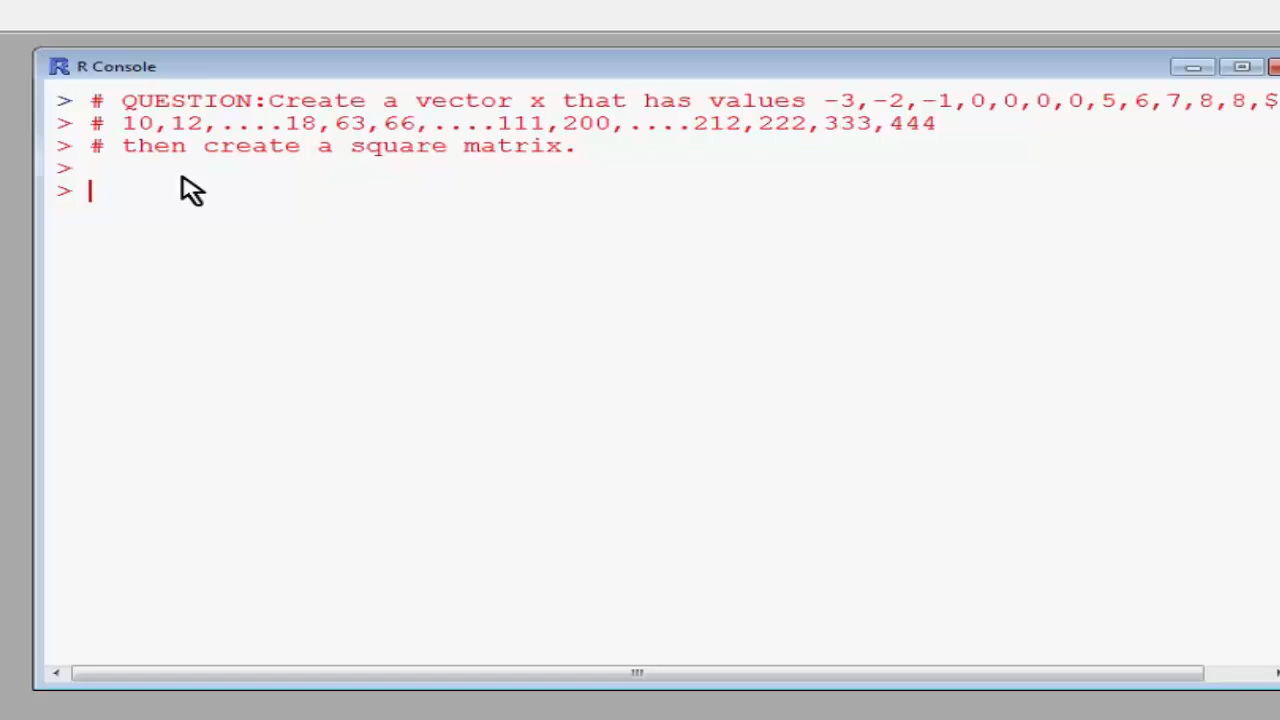 R Console
> # QUESTION:Create a vector x that has values -3,-2,-1,0,0,0,0,5,6,7,8,8,$
> # 10,12,....18,63,66,....111,200,....212,222,333,444
> # then create a square matrix.
>
>